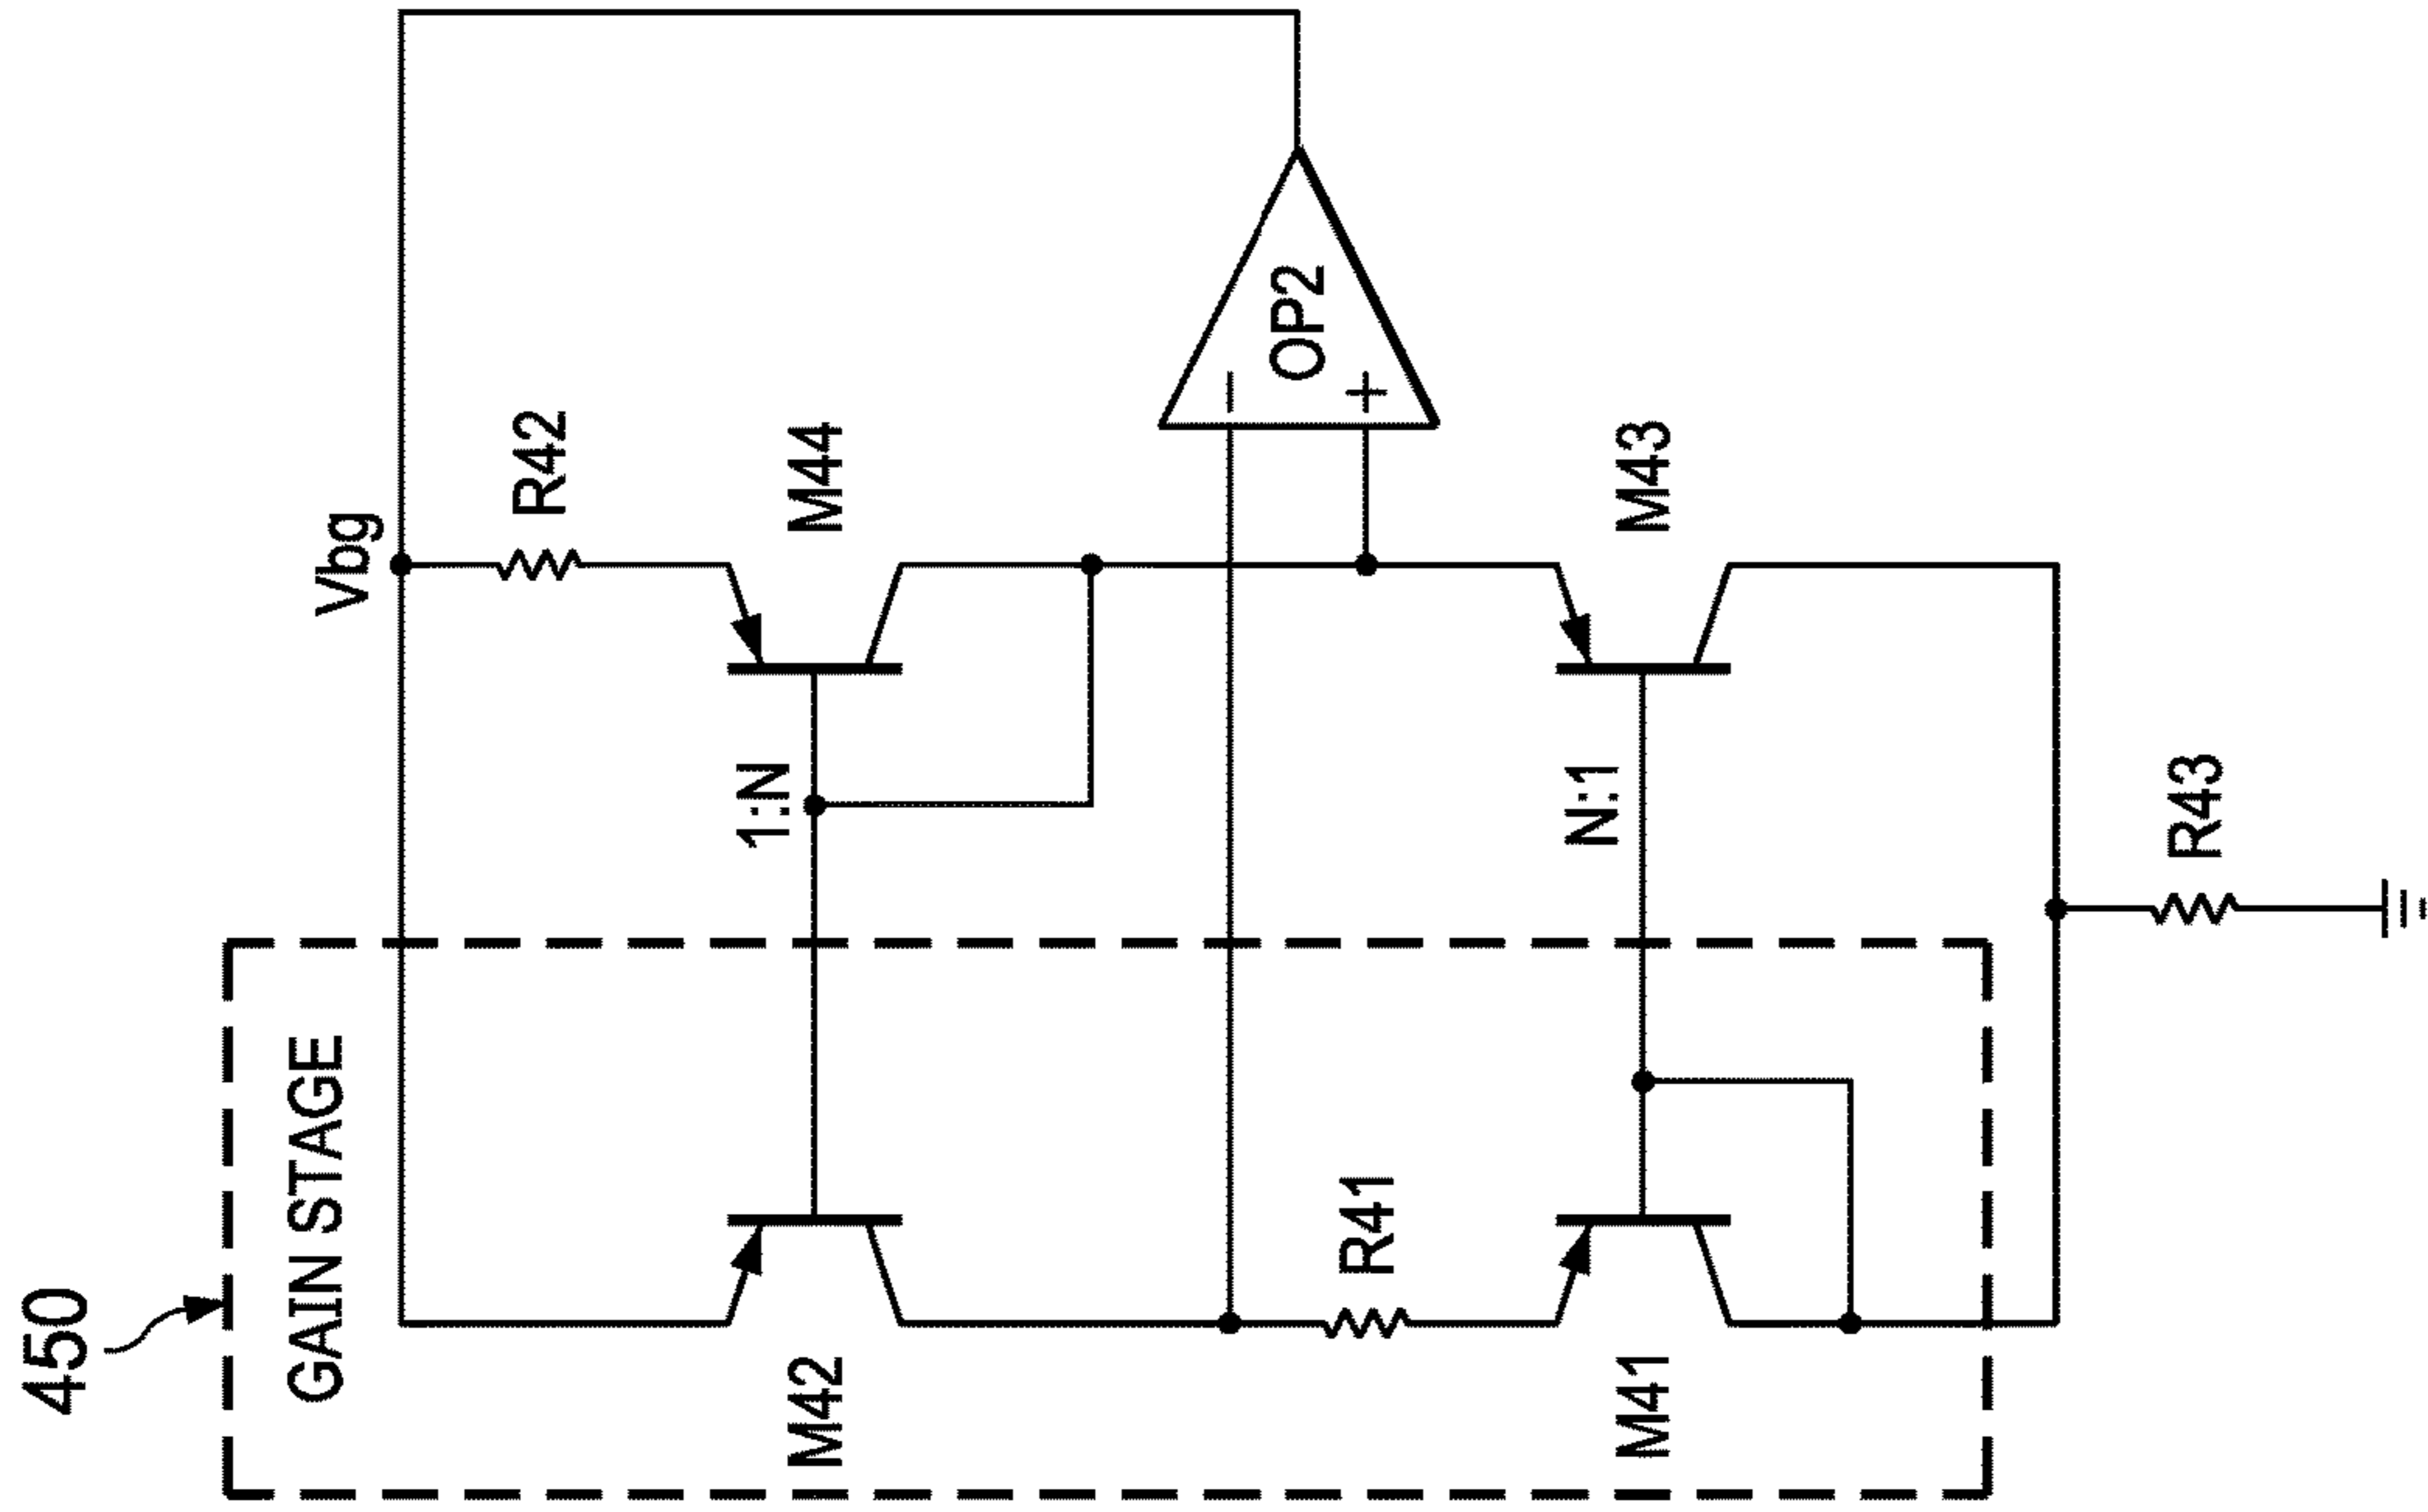 450
GAIN STAGE
Vbg
R42
M42
1:N
M44
OP2
−
+
R41
M41
N:1
M43
R43